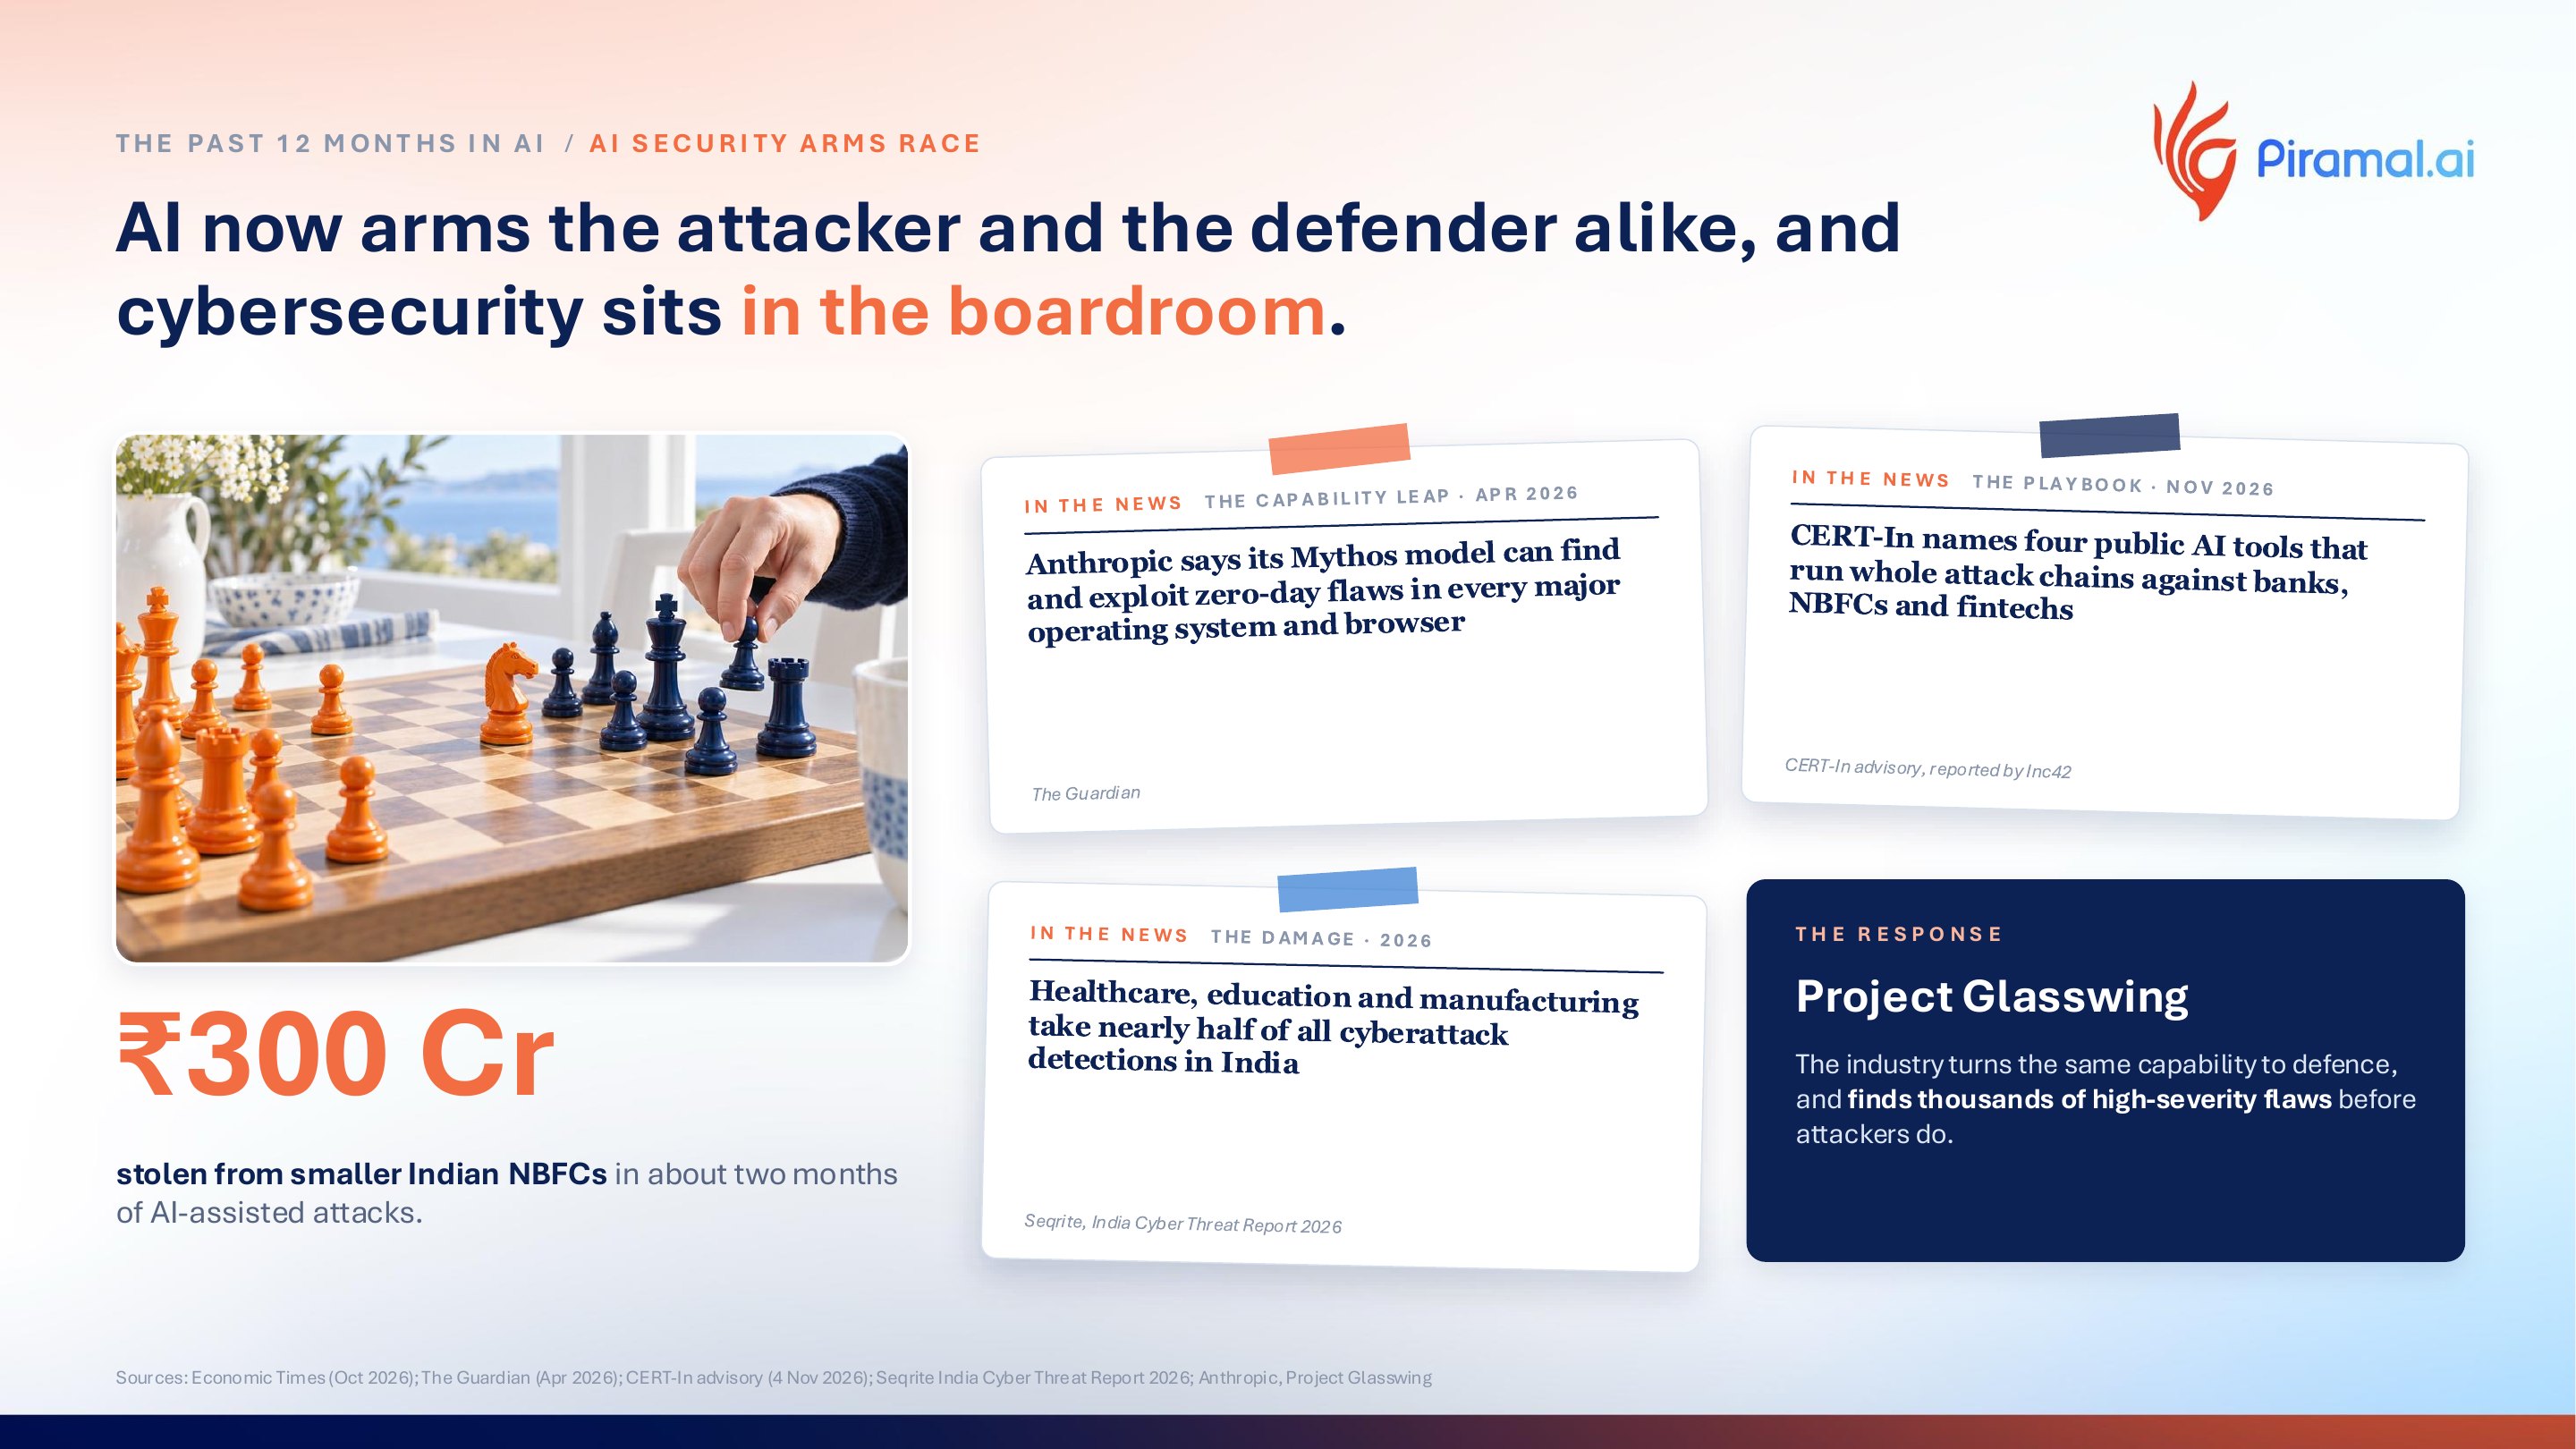 THE PAST 12 MONTHS IN AI / AI SECURITY ARMS RACE
Piramal.ai
AI now arms the attacker and the defender alike, and
cybersecurity sits in the boardroom.
IN THE NEWS THE CAPABILITY LEAP · APR 2026
Anthropic says its Mythos model can find
and exploit zero-day flaws in every major
operating system and browser
The Guardian
IN THE NEWS THE PLAYBOOK · NOV 2026
CERT-In names four public AI tools that
run whole attack chains against banks,
NBFCs and fintechs
CERT-In advisory, reported by Inc42
₹300 Cr
stolen from smaller Indian NBFCs in about two months
of AI-assisted attacks.
IN THE NEWS THE DAMAGE · 2026
Healthcare, education and manufacturing
take nearly half of all cyberattack
detections in India
Seqrite, India Cyber Threat Report 2026
THE RESPONSE
Project Glasswing
The industry turns the same capability to defence,
and finds thousands of high-severity flaws before
attackers do.
Sources: Economic Times (Oct 2026); The Guardian (Apr 2026); CERT-In advisory (4 Nov 2026); Seqrite India Cyber Threat Report 2026; Anthropic, Project Glasswing